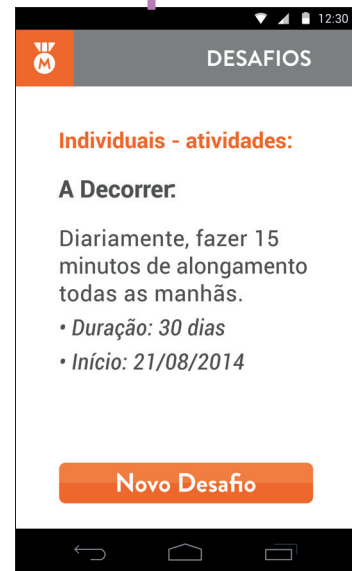 12:30
M
DESAFIOS
Individuais - atividades:
A Decorrer:
Diariamente, fazer 15
minutos de alongamento
todas as manhãs.
• Duração: 30 dias
• Início: 21/08/2014
Novo Desafio